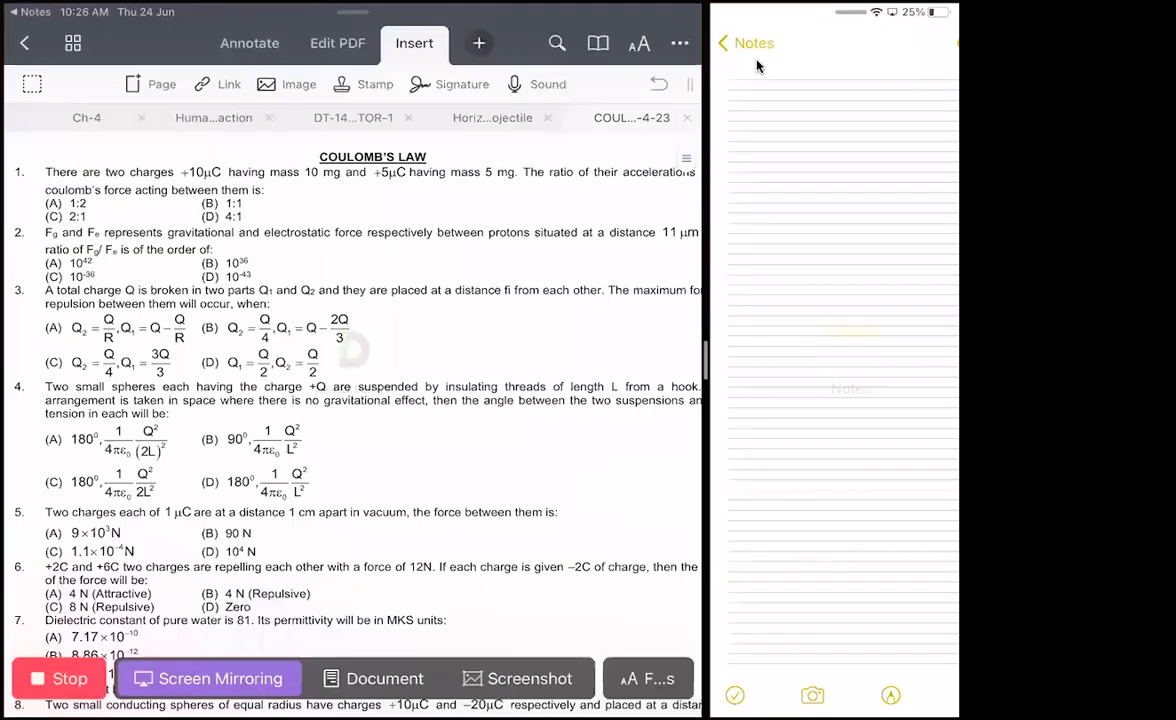 Notes 10:26 AM Thu 24 Jun
25%
Annotate Edit PDF Insert
Notes
Page Link Image Stamp Signature Sound
Ch-4 Huma...action DT-14...TOR-1 Horiz...ojectile COUL...-4-23
COULOMB'S LAW
1. There are two charges +10μC having mass 10 mg and +5μC having mass 5 mg. The ratio of their accelerations
coulomb's force acting between them is:
(A) 1:2 (B) 1:1
(C) 2:1 (D) 4:1
2. Fg and Fe represents gravitational and electrostatic force respectively between protons situated at a distance 11 μm
ratio of Fg/ Fe is of the order of:
(A) 10^42 (B) 10^36
(C) 10^-36 (D) 10^-43
3. A total charge Q is broken in two parts Q₁ and Q₂ and they are placed at a distance fi from each other. The maximum fo
repulsion between them will occur, when:
(A) Q₂ = Q/R, Q₁ = Q − Q/R (B) Q₂ = Q/4, Q₁ = Q − 2Q/3
(C) Q₂ = Q/4, Q₁ = 3Q/3 (D) Q₁ = Q/2, Q₂ = Q/2
4. Two small spheres each having the charge +Q are suspended by insulating threads of length L from a hook.
arrangement is taken in space where there is no gravitational effect, then the angle between the two suspensions an
tension in each will be:
(A) 180⁰, 1/4πε₀ Q²/(2L)² (B) 90⁰, 1/4πε₀ Q²/L²
(C) 180⁰, 1/4πε₀ Q²/2L² (D) 180⁰, 1/4πε₀ Q²/L²
5. Two charges each of 1 μC are at a distance 1 cm apart in vacuum, the force between them is:
(A) 9×10³N (B) 90 N
(C) 1.1×10⁻⁴N (D) 10⁴ N
6. +2C and +6C two charges are repelling each other with a force of 12N. If each charge is given −2C of charge, then the
of the force will be:
(A) 4 N (Attractive) (B) 4 N (Repulsive)
(C) 8 N (Repulsive) (D) Zero
7. Dielectric constant of pure water is 81. Its permittivity will be in MKS units:
(A) 7.17×10⁻¹⁰
(B) 8.86×10⁻¹²
Stop Screen Mirroring Document Screenshot AA F...s
8. Two small conducting spheres of equal radius have charges +10μC and −20μC respectively and placed at a distan